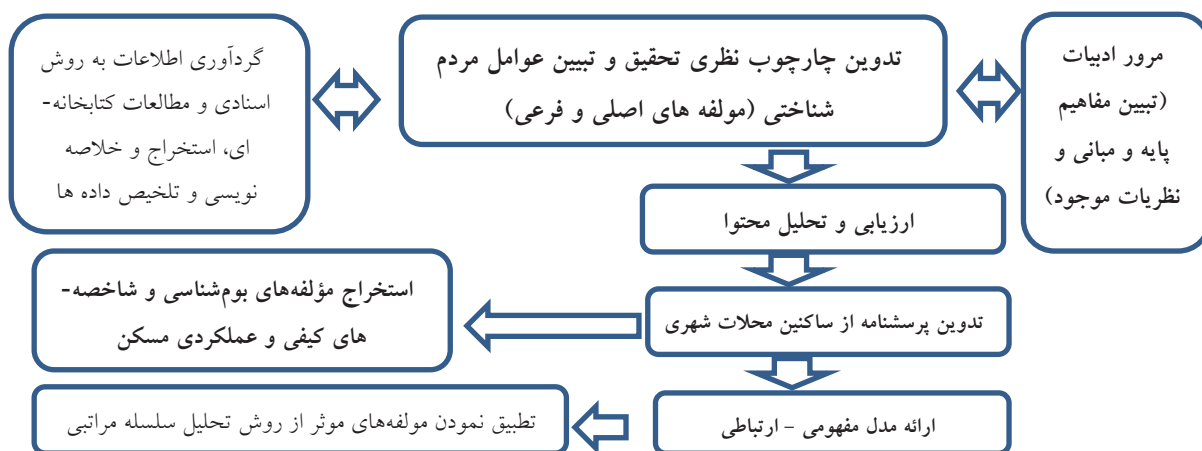 مرور ادبیات
(تبیین مفاهیم
پایه و مبانی و
نظریات موجود)
تدوین چارچوب نظری تحقیق و تبیین عوامل مردم
شناختی (مولفه های اصلی و فرعی)
گردآوری اطلاعات به روش
اسنادی و مطالعات کتابخانه-
ای، استخراج و خلاصه
نویسی و تلخیص داده ها
ارزیابی و تحلیل محتوا
تدوین پرسشنامه از ساکنین محلات شهری
استخراج مؤلفه‌های بوم‌شناسی و شاخصه-
های کیفی و عملکردی مسکن
ارائه مدل مفهومی – ارتباطی
تطبیق نمودن مولفه‌های موثر از روش تحلیل سلسله مراتبی